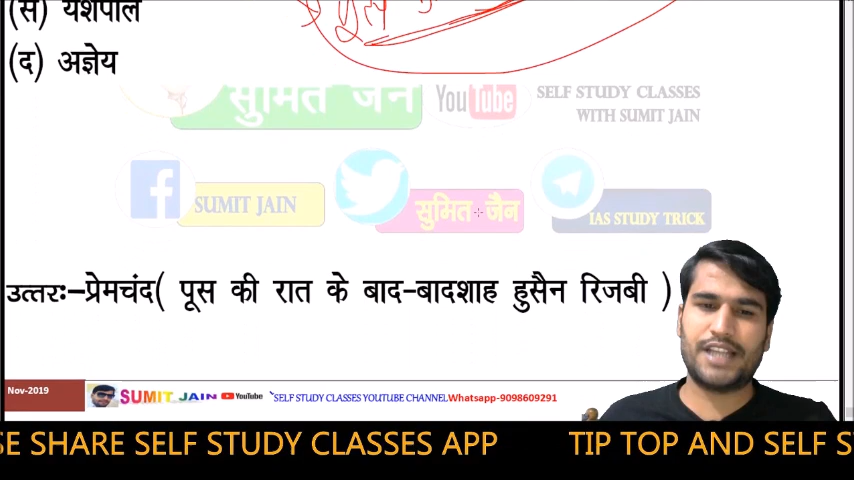 (स) यशपाल
(द) अज्ञेय
सुमित जैन
YouTube
SELF STUDY CLASSES
WITH SUMIT JAIN
SUMIT JAIN
सुमित जैन
IAS STUDY TRICK
उत्तरः-प्रेमचंद( पूस की रात के बाद-बादशाह हुसैन रिजबी )
Nov-2019
SUMIT JAIN YouTube `SELF STUDY CLASSES YOUTUBE CHANNEL Whatsapp-9098609291
SE SHARE SELF STUDY CLASSES APP TIP TOP AND SELF S